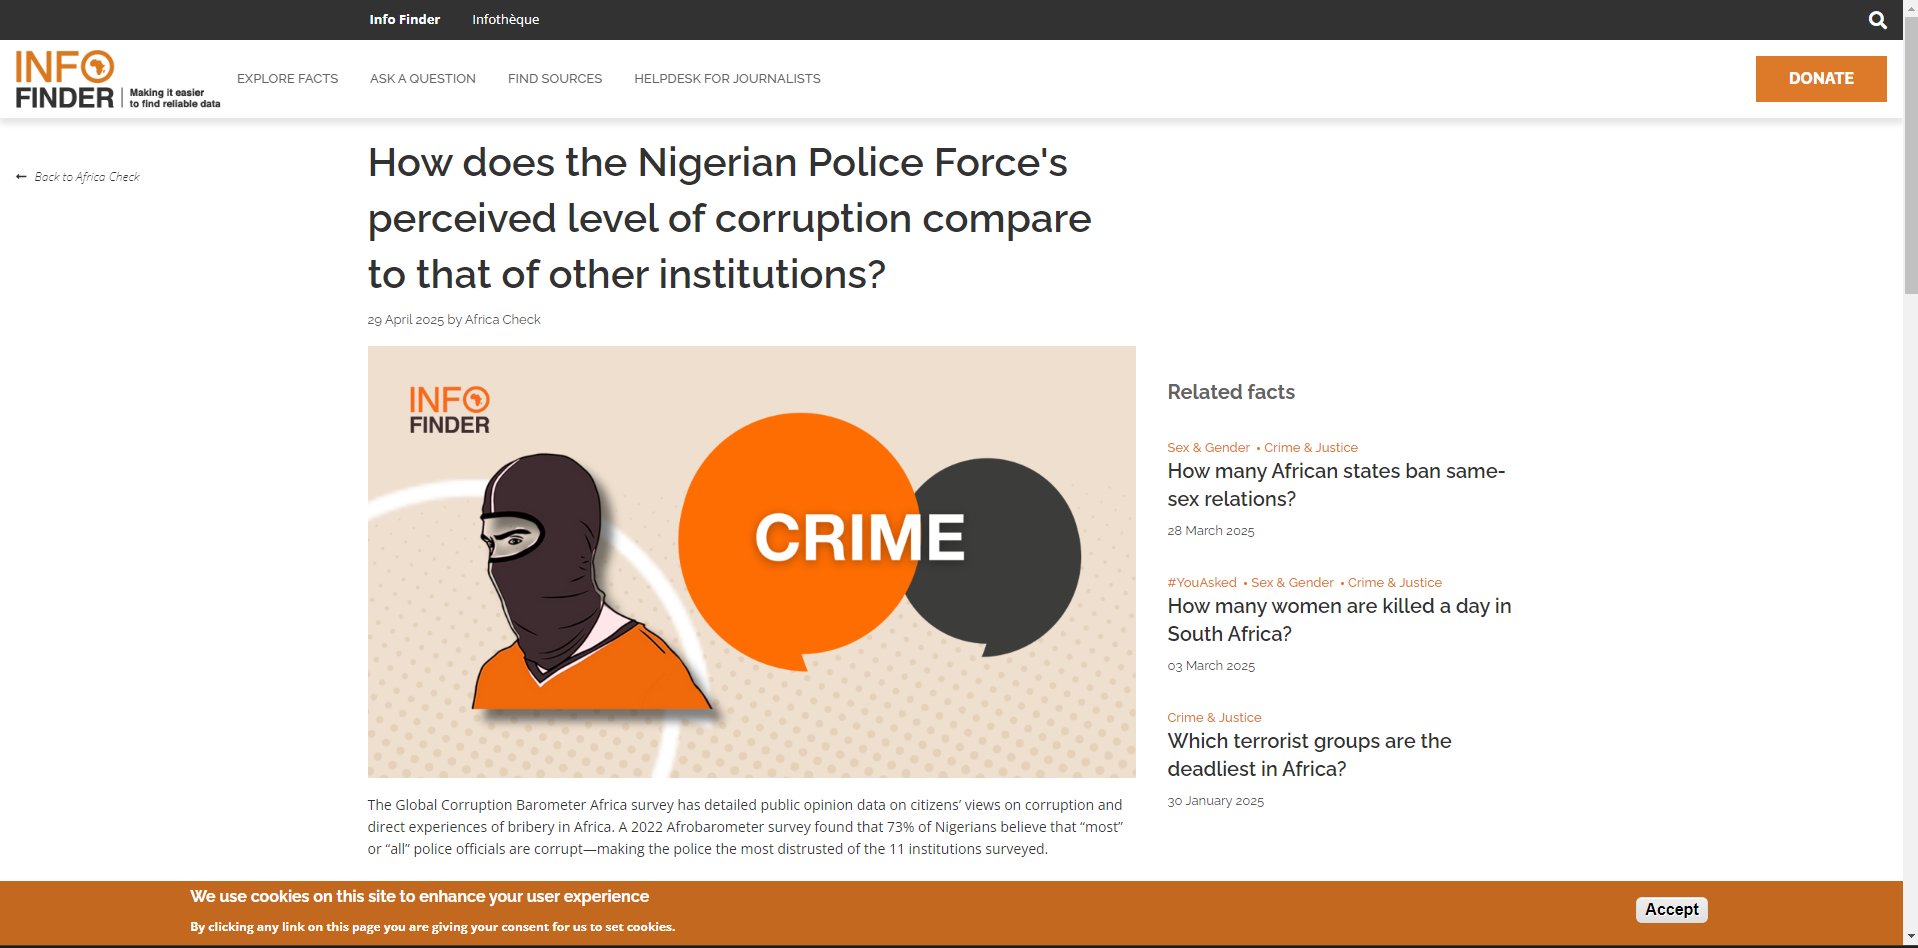 Info Finder
Infothèque
INFO
FINDER
Making it easier
to find reliable data
EXPLORE FACTS
ASK A QUESTION
FIND SOURCES
HELPDESK FOR JOURNALISTS
DONATE
Back to Africa Check
How does the Nigerian Police Force's
perceived level of corruption compare
to that of other institutions?
29 April 2025 by Africa Check
INFO
FINDER
CRIME
The Global Corruption Barometer Africa survey has detailed public opinion data on citizens’ views on corruption and
direct experiences of bribery in Africa. A 2022 Afrobarometer survey found that 73% of Nigerians believe that “most”
or “all” police officials are corrupt—making the police the most distrusted of the 11 institutions surveyed.
Related facts
Sex & Gender • Crime & Justice
How many African states ban same-
sex relations?
28 March 2025
#YouAsked • Sex & Gender • Crime & Justice
How many women are killed a day in
South Africa?
03 March 2025
Crime & Justice
Which terrorist groups are the
deadliest in Africa?
30 January 2025
We use cookies on this site to enhance your user experience
By clicking any link on this page you are giving your consent for us to set cookies.
Accept